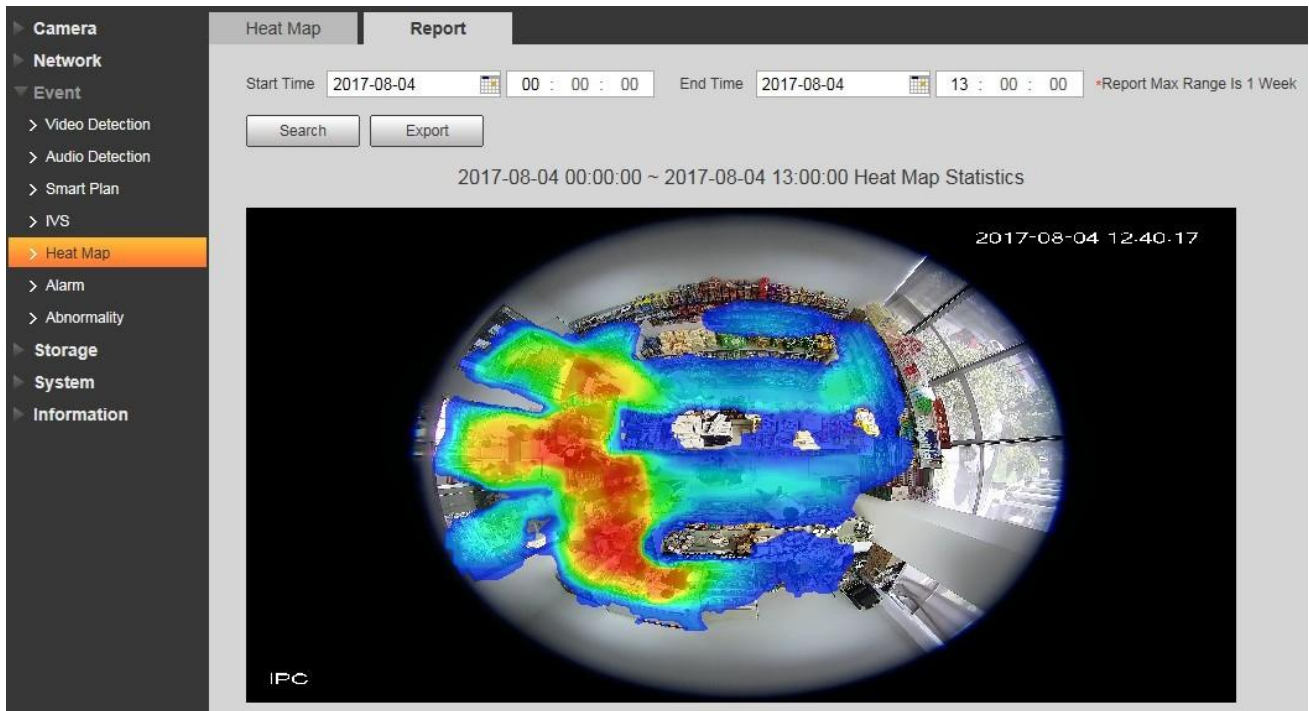 Camera
Network
Event
Video Detection
Audio Detection
Smart Plan
IVS
Heat Map
Alarm
Abnormality
Storage
System
Information
Heat Map Report
Start Time 2017-08-04 00 : 00 : 00 End Time 2017-08-04 13 : 00 : 00 *Report Max Range Is 1 Week
Search Export
2017-08-04 00:00:00 ~ 2017-08-04 13:00:00 Heat Map Statistics
2017-08-04 12:40:17
IPC